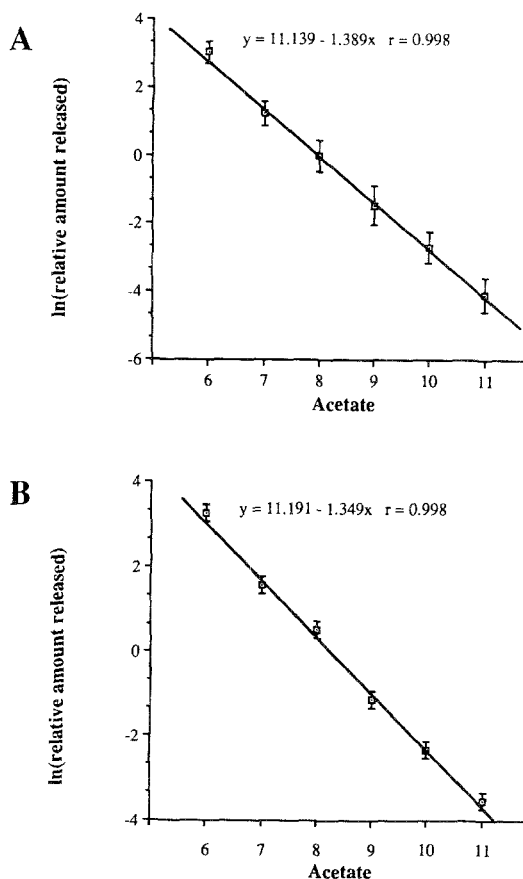 A
y = 11.139 - 1.389x r = 0.998
ln(relative amount released)
4
2
0
-2
-4
-6
6 7 8 9 10 11
Acetate
B
y = 11.191 - 1.349x r = 0.998
ln(relative amount released)
4
2
0
-2
-4
6 7 8 9 10 11
Acetate